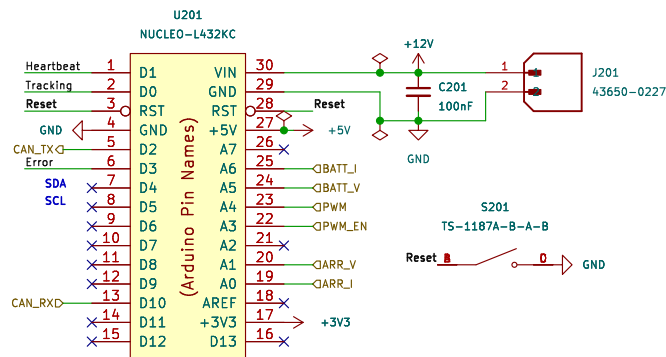 U201
NUCLEO-L432KC
Heartbeat 1 D1 VIN 30
Tracking 2 D0 GND 29
Reset 3 RST RST 28 Reset
GND 4 GND +5V 27 +5V
CAN_TX 5 D2 A7 26
Error 6 D3 A6 25 BATT_I
SDA 7 D4 A5 24 BATT_V
SCL 8 D5 A4 23 PWM
9 D6 A3 22 PWM_EN
10 D7 A2 21
11 D8 A1 20 ARR_V
12 D9 A0 19 ARR_I
CAN_RX 13 D10 AREF 18
14 D11 +3V3 17 +3V3
15 D12 D13 16
(Arduino Pin Names)
+12V
C201
100nF
GND
1
2
J201
43650-0227
S201
TS-1187A-B-A-B
Reset B D GND